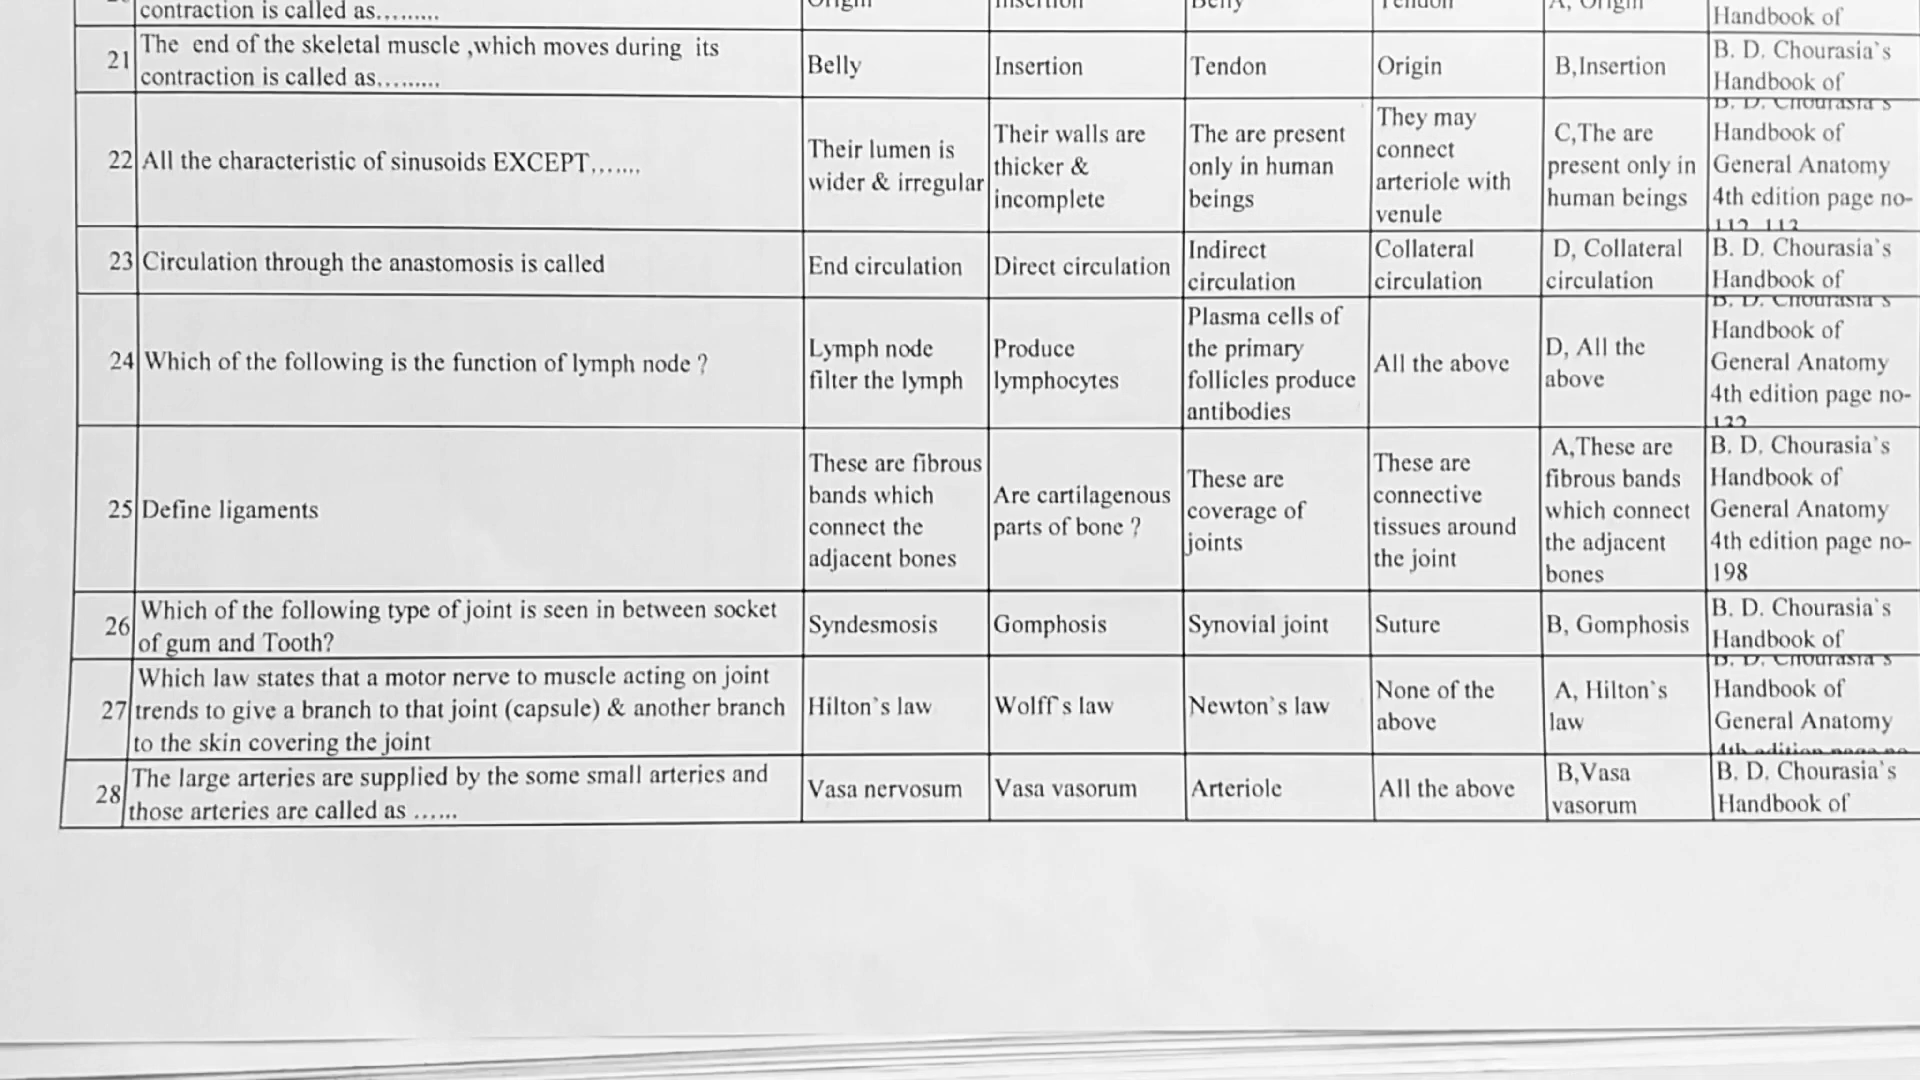 contraction is called as......... Origin Insertion Belly Tendon A, Origin Handbook of
21 The end of the skeletal muscle ,which moves during its
contraction is called as.........
Belly
Insertion
Tendon
Origin
B,Insertion
B. D. Chourasia`s
Handbook of
22 All the characteristic of sinusoids EXCEPT.......
Their lumen is
wider & irregular
Their walls are
thicker &
incomplete
The are present
only in human
beings
They may
connect
arteriole with
venule
C,The are
present only in
human beings
B. D. Chourasia`s
Handbook of
General Anatomy
4th edition page no-
112, 113
23 Circulation through the anastomosis is called
End circulation
Direct circulation
Indirect
circulation
Collateral
circulation
D, Collateral
circulation
B. D. Chourasia`s
Handbook of
24 Which of the following is the function of lymph node ?
Lymph node
filter the lymph
Produce
lymphocytes
Plasma cells of
the primary
follicles produce
antibodies
All the above
D, All the
above
B. D. Chourasia`s
Handbook of
General Anatomy
4th edition page no-
25 Define ligaments
These are fibrous
bands which
connect the
adjacent bones
Are cartilagenous
parts of bone ?
These are
coverage of
joints
These are
connective
tissues around
the joint
A,These are
fibrous bands
which connect
the adjacent
bones
B. D. Chourasia`s
Handbook of
General Anatomy
4th edition page no-
198
26 Which of the following type of joint is seen in between socket
of gum and Tooth?
Syndesmosis
Gomphosis
Synovial joint
Suture
B, Gomphosis
B. D. Chourasia`s
Handbook of
27 Which law states that a motor nerve to muscle acting on joint
trends to give a branch to that joint (capsule) & another branch
to the skin covering the joint
Hilton`s law
Wolff`s law
Newton`s law
None of the
above
A, Hilton`s
law
B. D. Chourasia`s
Handbook of
General Anatomy
4th edition page no
28 The large arteries are supplied by the some small arteries and
those arteries are called as ......
Vasa nervosum
Vasa vasorum
Arteriole
All the above
B,Vasa
vasorum
B. D. Chourasia`s
Handbook of